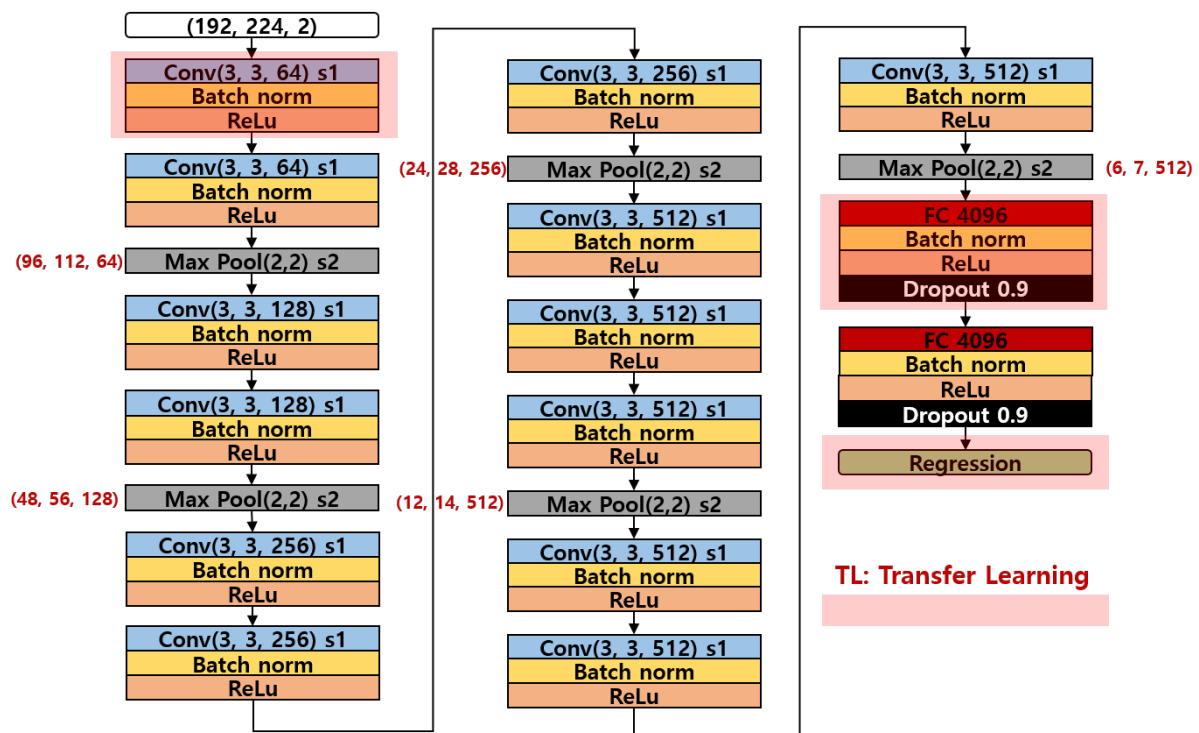 (192, 224, 2)
Conv(3, 3, 64) s1
Batch norm
ReLu
Conv(3, 3, 64) s1
Batch norm
ReLu
(96, 112, 64)
Max Pool(2,2) s2
Conv(3, 3, 128) s1
Batch norm
ReLu
Conv(3, 3, 128) s1
Batch norm
ReLu
(48, 56, 128)
Max Pool(2,2) s2
Conv(3, 3, 256) s1
Batch norm
ReLu
Conv(3, 3, 256) s1
Batch norm
ReLu
Conv(3, 3, 256) s1
Batch norm
ReLu
(24, 28, 256)
Max Pool(2,2) s2
Conv(3, 3, 512) s1
Batch norm
ReLu
Conv(3, 3, 512) s1
Batch norm
ReLu
Conv(3, 3, 512) s1
Batch norm
ReLu
(12, 14, 512)
Max Pool(2,2) s2
Conv(3, 3, 512) s1
Batch norm
ReLu
Conv(3, 3, 512) s1
Batch norm
ReLu
Conv(3, 3, 512) s1
Batch norm
ReLu
Max Pool(2,2) s2
(6, 7, 512)
FC 4096
Batch norm
ReLu
Dropout 0.9
FC 4096
Batch norm
ReLu
Dropout 0.9
Regression
TL: Transfer Learning